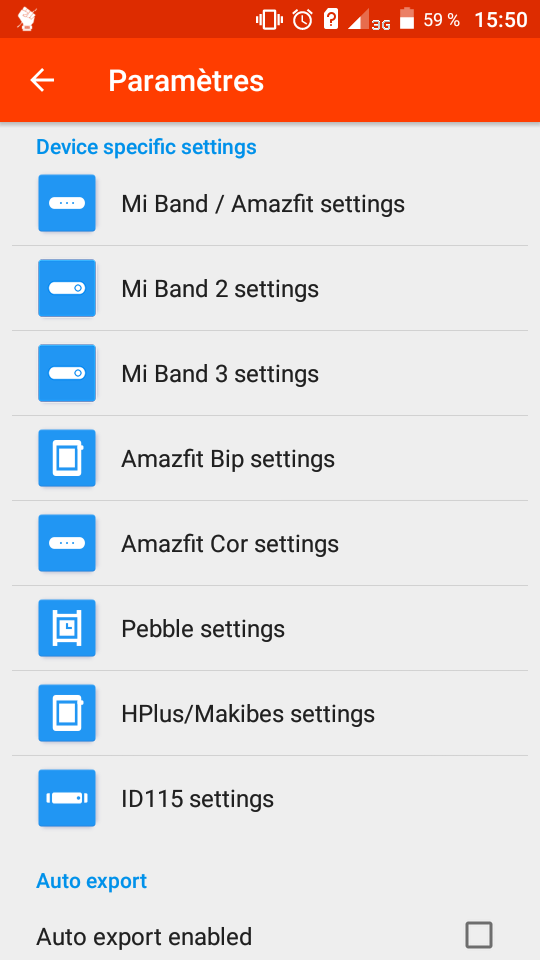 3G 59 % 15:50
Paramètres
Device specific settings
Mi Band / Amazfit settings
Mi Band 2 settings
Mi Band 3 settings
Amazfit Bip settings
Amazfit Cor settings
Pebble settings
HPlus/Makibes settings
ID115 settings
Auto export
Auto export enabled